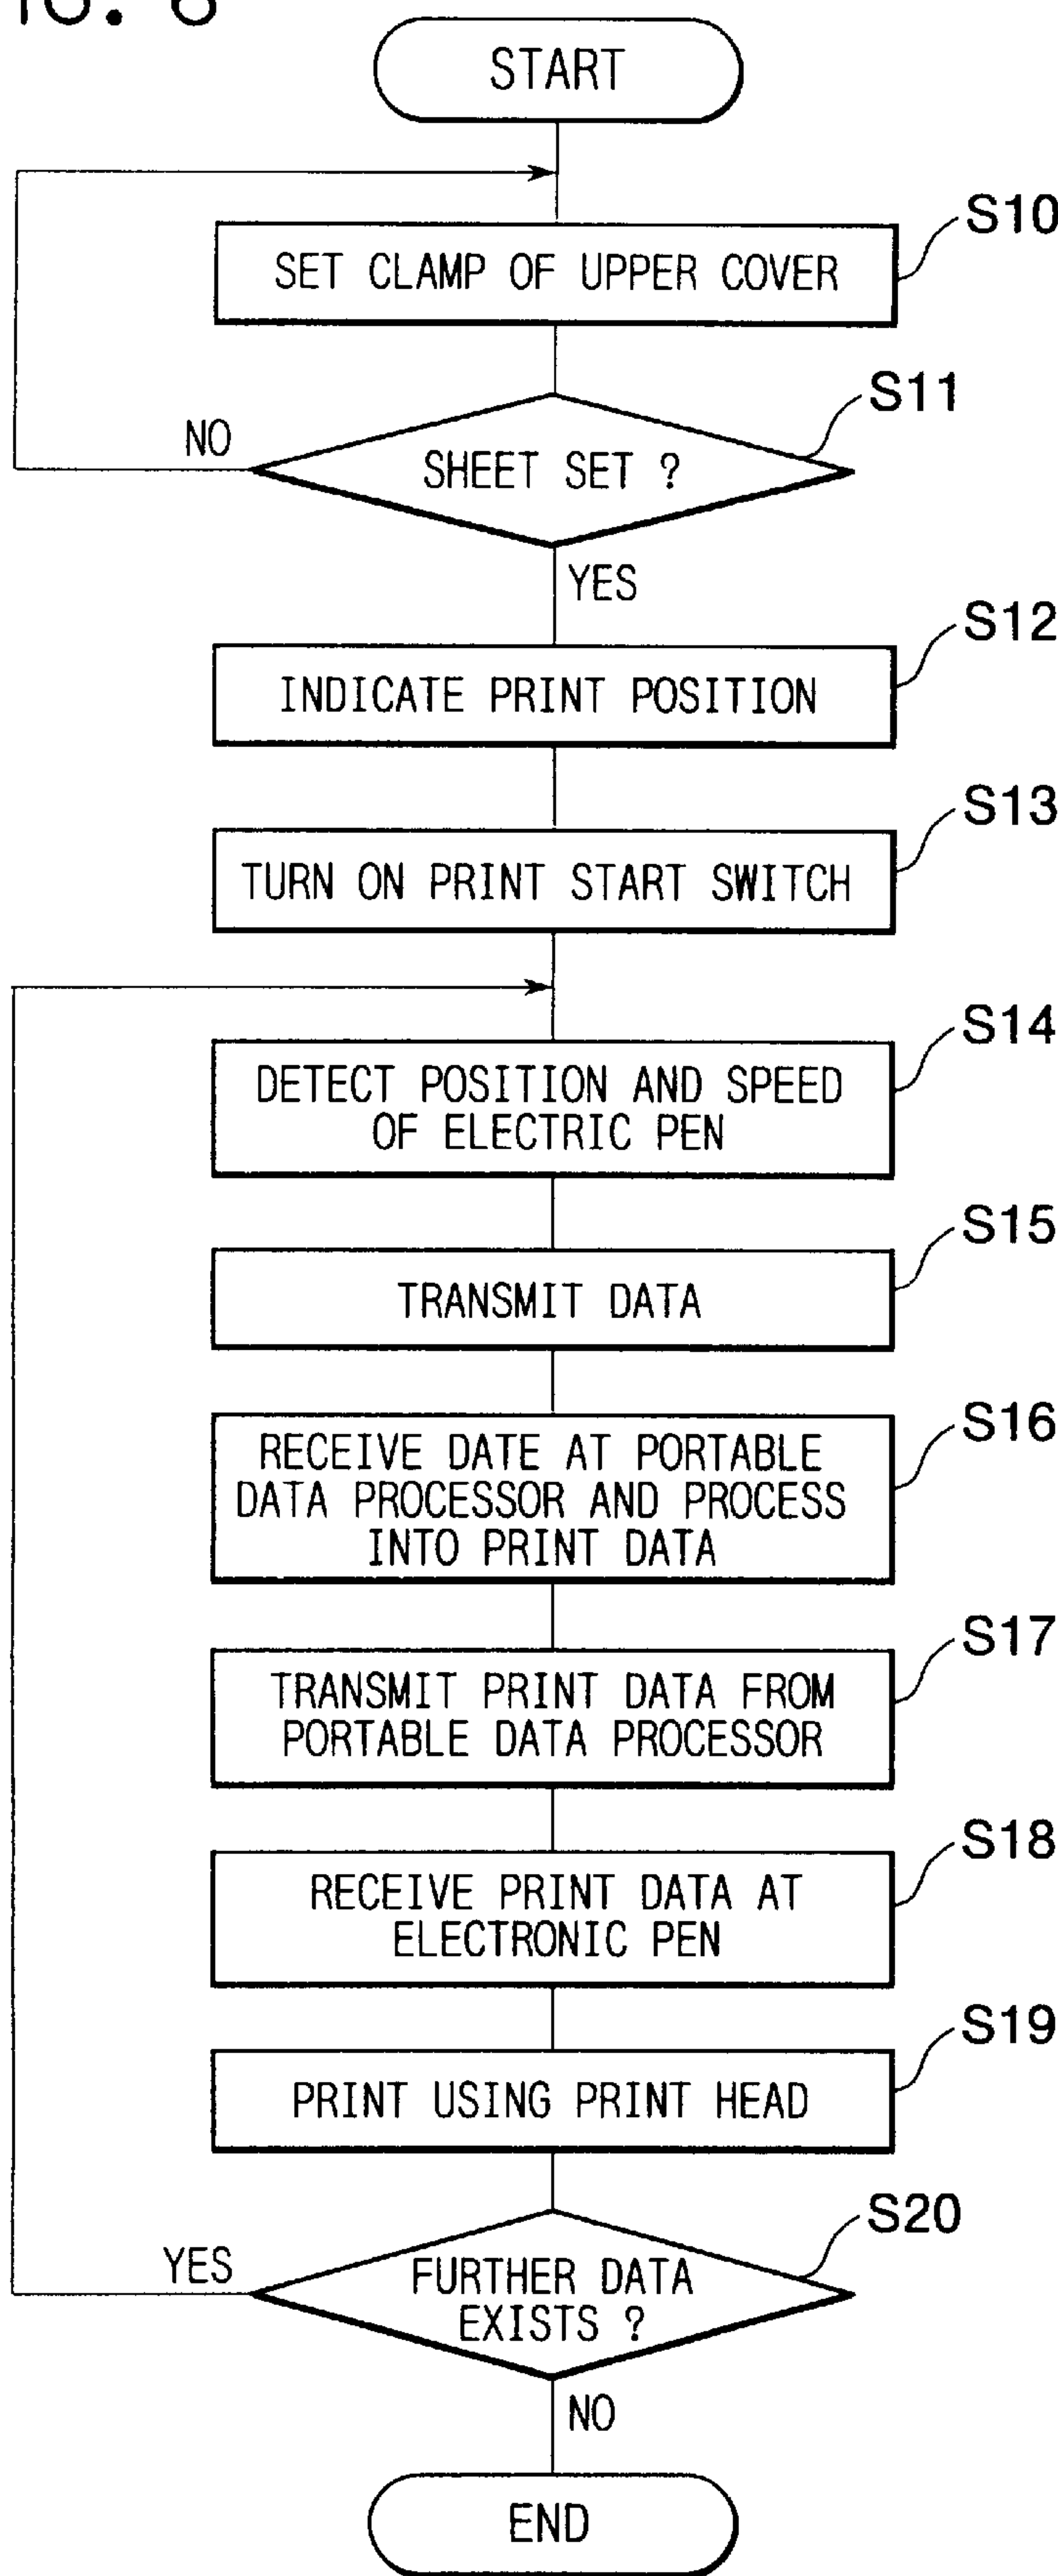 START
S10
SET CLAMP OF UPPER COVER
S11
NO
SHEET SET ?
YES
S12
INDICATE PRINT POSITION
S13
TURN ON PRINT START SWITCH
S14
DETECT POSITION AND SPEED
OF ELECTRIC PEN
S15
TRANSMIT DATA
S16
RECEIVE DATE AT PORTABLE
DATA PROCESSOR AND PROCESS
INTO PRINT DATA
S17
TRANSMIT PRINT DATA FROM
PORTABLE DATA PROCESSOR
S18
RECEIVE PRINT DATA AT
ELECTRONIC PEN
S19
PRINT USING PRINT HEAD
S20
YES
FURTHER DATA
EXISTS ?
NO
END